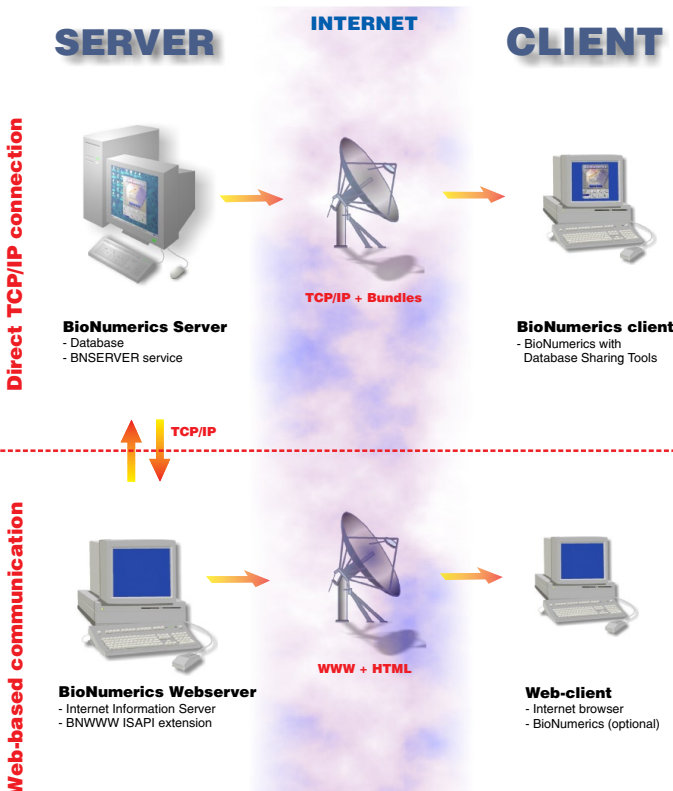 SERVER
INTERNET
CLIENT
Direct TCP/IP connection
TCP/IP + Bundles
BioNumerics Server
- Database
- BNSERVER service
BioNumerics client
- BioNumerics with
Database Sharing Tools
TCP/IP
Web-based communication
WWW + HTML
BioNumerics Webserver
- Internet Information Server
- BNWWW ISAPI extension
Web-client
- Internet browser
- BioNumerics (optional)